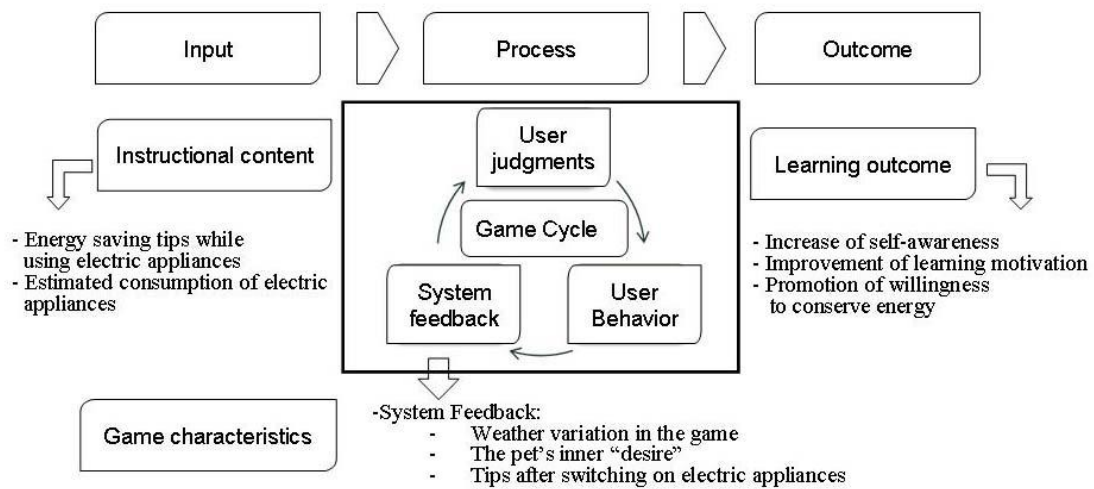 Input
Process
Outcome
Instructional content
User
judgments
Learning outcome
Game Cycle
- Energy saving tips while
using electric appliances
- Estimated consumption of electric
appliances
System
feedback
User
Behavior
- Increase of self-awareness
- Improvement of learning motivation
- Promotion of willingness
to conserve energy
Game characteristics
-System Feedback:
- Weather variation in the game
- The pet's inner “desire”
- Tips after switching on electric appliances